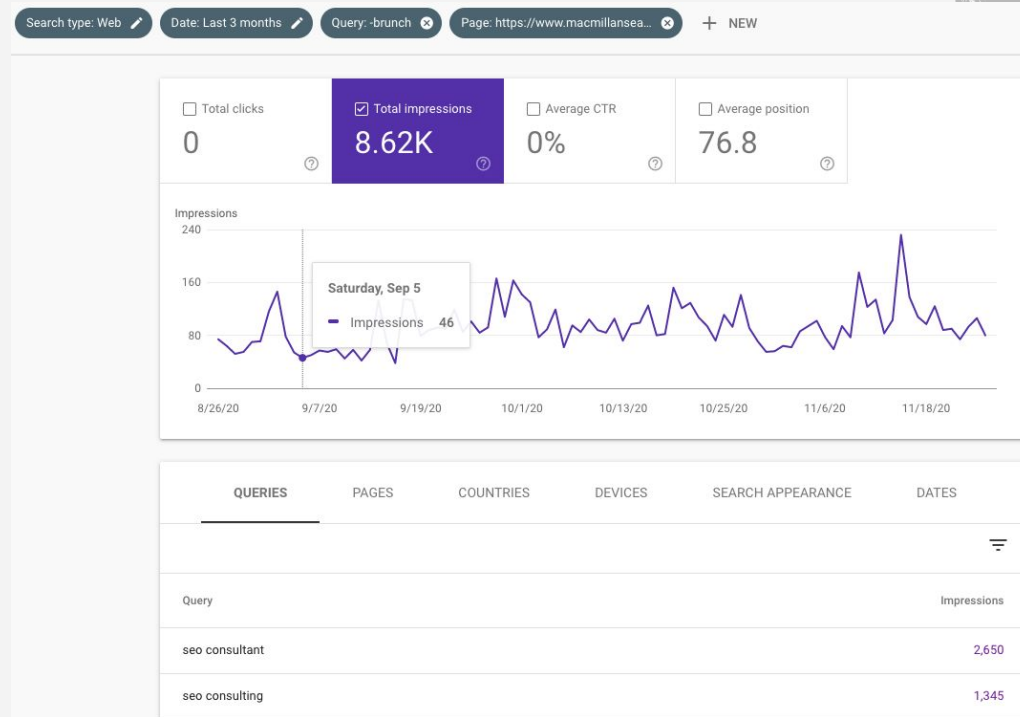 Search type: Web Date: Last 3 months Query: -brunch Page: https://www.macmillansea... + NEW
Total clicks Total impressions Average CTR Average position
0 8.62K 0% 76.8
Impressions
240
160
80
0
Saturday, Sep 5
Impressions 46
8/26/20 9/7/20 9/19/20 10/1/20 10/13/20 10/25/20 11/6/20 11/18/20
QUERIES PAGES COUNTRIES DEVICES SEARCH APPEARANCE DATES
Query Impressions
seo consultant 2,650
seo consulting 1,345